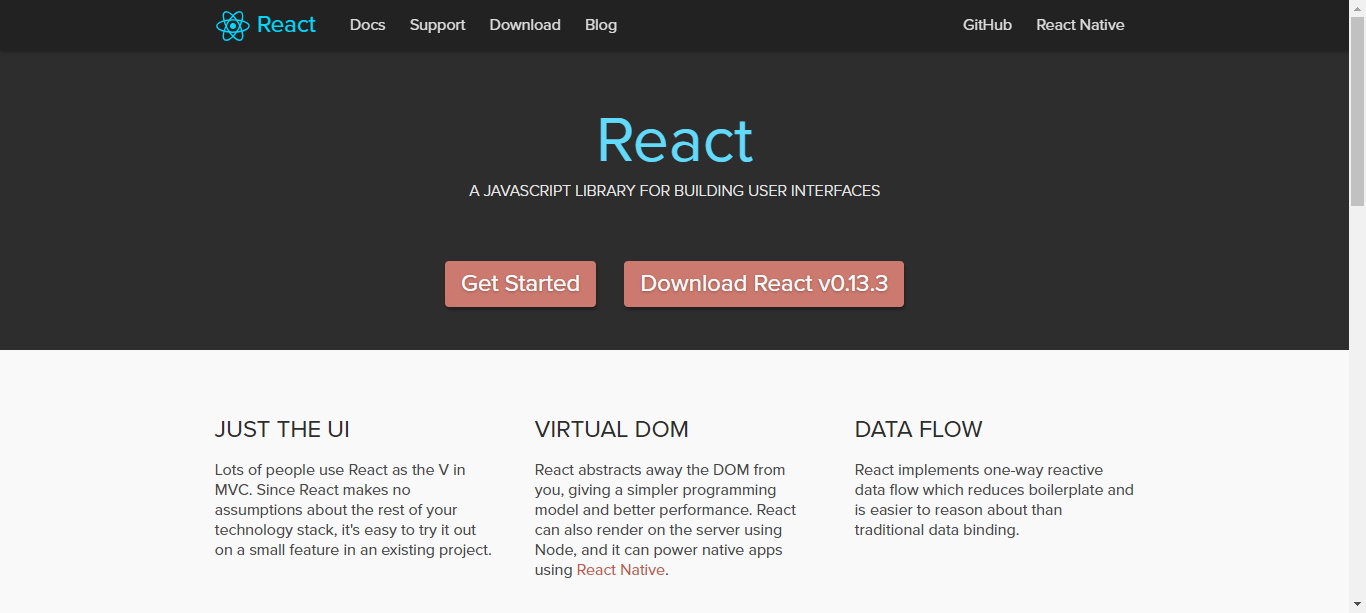 React Docs Support Download Blog GitHub React Native
React
A JAVASCRIPT LIBRARY FOR BUILDING USER INTERFACES
Get Started Download React v0.13.3
JUST THE UI
Lots of people use React as the V in
MVC. Since React makes no
assumptions about the rest of your
technology stack, it's easy to try it out
on a small feature in an existing project.
VIRTUAL DOM
React abstracts away the DOM from
you, giving a simpler programming
model and better performance. React
can also render on the server using
Node, and it can power native apps
using React Native.
DATA FLOW
React implements one-way reactive
data flow which reduces boilerplate and
is easier to reason about than
traditional data binding.